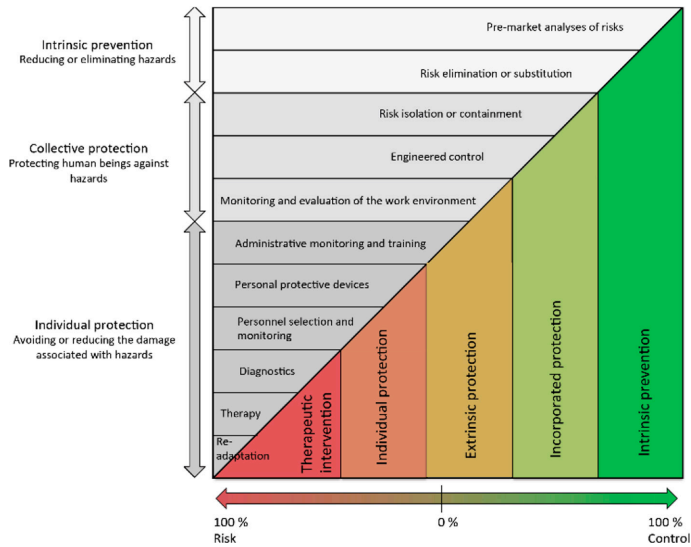 Intrinsic prevention
Reducing or eliminating hazards
Collective protection
Protecting human beings against
hazards
Individual protection
Avoiding or reducing the damage
associated with hazards
Pre-market analyses of risks
Risk elimination or substitution
Risk isolation or containment
Engineered control
Monitoring and evaluation of the work environment
Administrative monitoring and training
Personal protective devices
Personnel selection and
monitoring
Diagnostics
Therapy
Re-
adaptation
Therapeutic
intervention
Individual protection
Extrinsic protection
Incorporated protection
Intrinsic prevention
100 %
Risk
0 %
100 %
Control